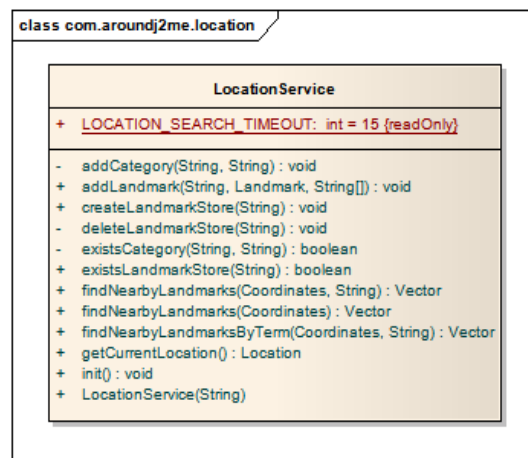 class com.aroundj2me.location
LocationService
+ LOCATION_SEARCH_TIMEOUT: int = 15 {readOnly}
- addCategory(String, String) : void
+ addLandmark(String, Landmark, String[]) : void
+ createLandmarkStore(String) : void
- deleteLandmarkStore(String) : void
- existsCategory(String, String) : boolean
+ existsLandmarkStore(String) : boolean
+ findNearbyLandmarks(Coordinates, String) : Vector
+ findNearbyLandmarks(Coordinates) : Vector
+ findNearbyLandmarksByTerm(Coordinates, String) : Vector
+ getCurrentLocation() : Location
+ init() : void
+ LocationService(String)